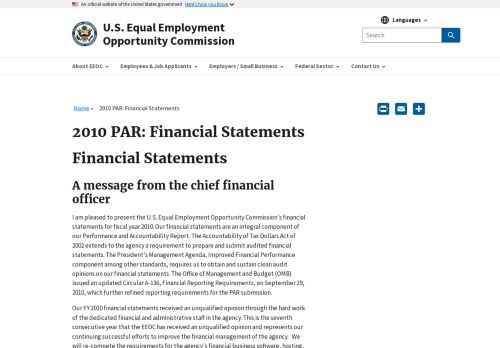 An official website of the United States government Here's how you know
U.S. Equal Employment
Opportunity Commission
Languages
Search
About EEOC
Employees & Job Applicants
Employers / Small Business
Federal Sector
Contact Us
Home » 2010 PAR: Financial Statements
2010 PAR: Financial Statements
Financial Statements
A message from the chief financial
officer
I am pleased to present the U.S. Equal Employment Opportunity Commission's financial
statements for fiscal year 2010. Our financial statements are an integral component of
our Performance and Accountability Report. The Accountability of Tax Dollars Act of
2002 extends to the agency a requirement to prepare and submit audited financial
statements. The President's Management Agenda, Improved Financial Performance
component among other standards, requires us to obtain and sustain clean audit
opinions on our financial statements. The Office of Management and Budget (OMB)
issued an updated Circular A-136, Financial Reporting Requirements, on September 29,
2010, which further refined reporting requirements for the PAR submission.
Our FY 2010 financial statements received an unqualified opinion through the hard work
of the dedicated financial and administrative staff in the agency. This is the seventh
consecutive year that the EEOC has received an unqualified opinion and represents our
continuing successful efforts to improve the financial management of the agency. We
will re-compete the requirements for the agency's financial business software, hosting,